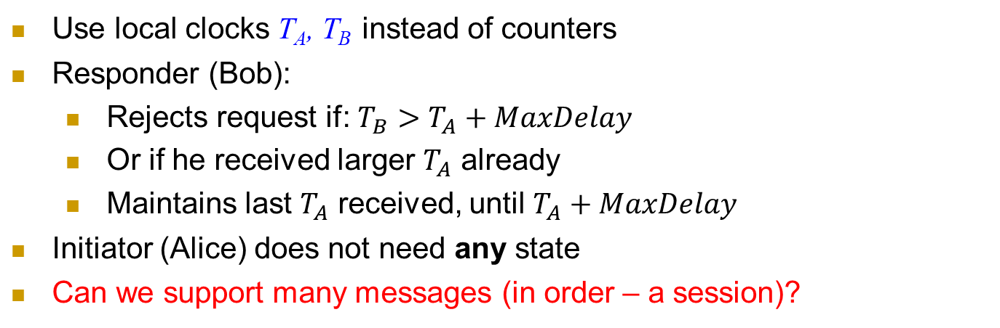 Use local clocks T_A, T_B instead of counters
Responder (Bob):
Rejects request if: T_B > T_A + MaxDelay
Or if he received larger T_A already
Maintains last T_A received, until T_A + MaxDelay
Initiator (Alice) does not need any state
Can we support many messages (in order – a session)?